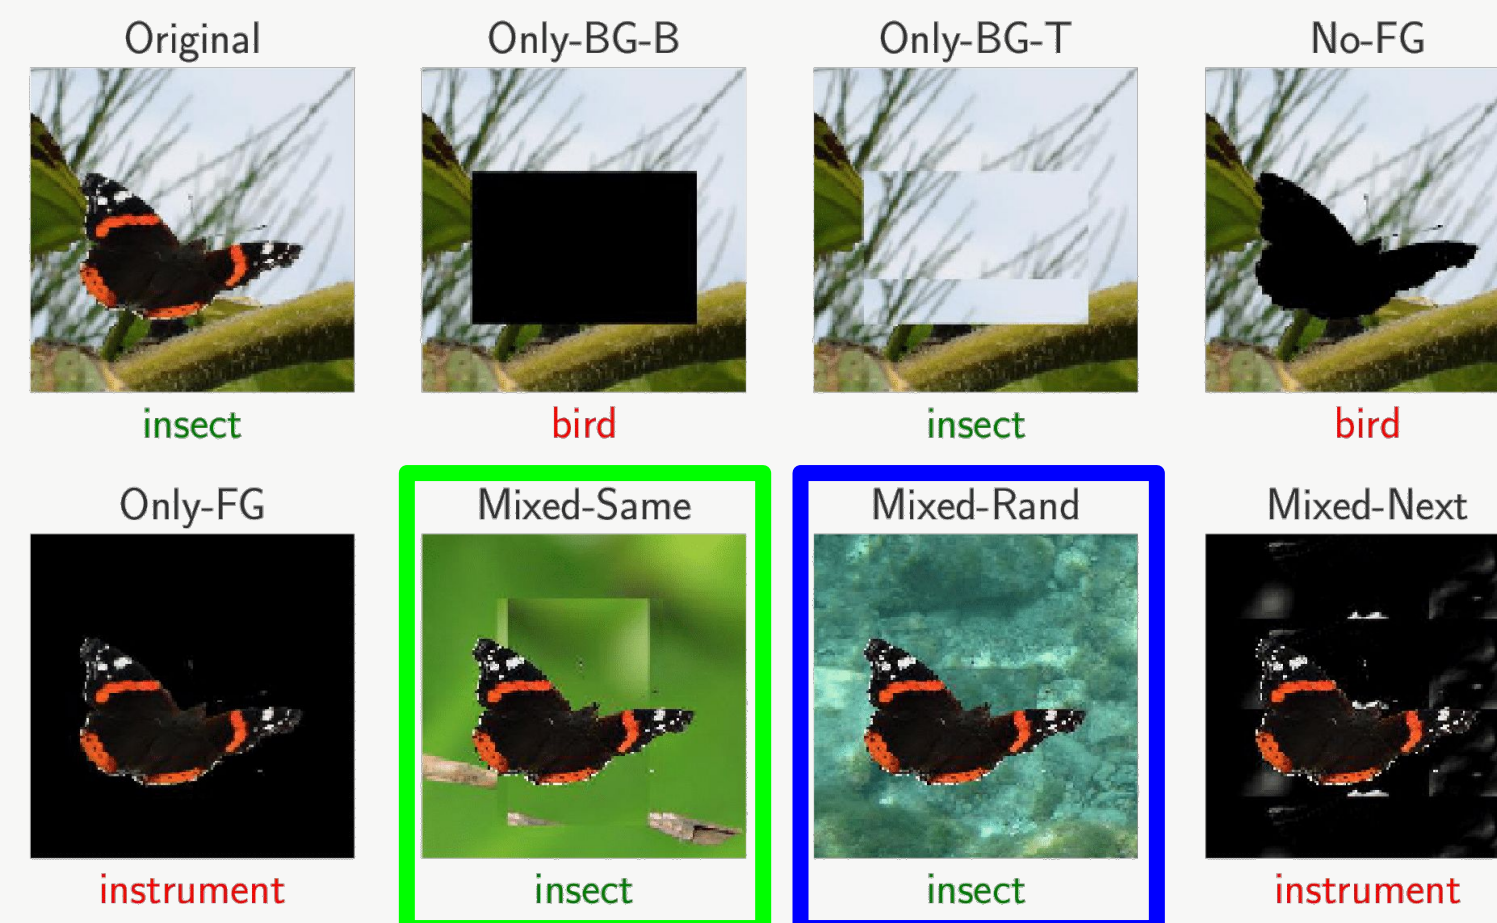 Original
Only-BG-B
Only-BG-T
No-FG
insect
bird
insect
bird
Only-FG
Mixed-Same
Mixed-Rand
Mixed-Next
instrument
insect
insect
instrument